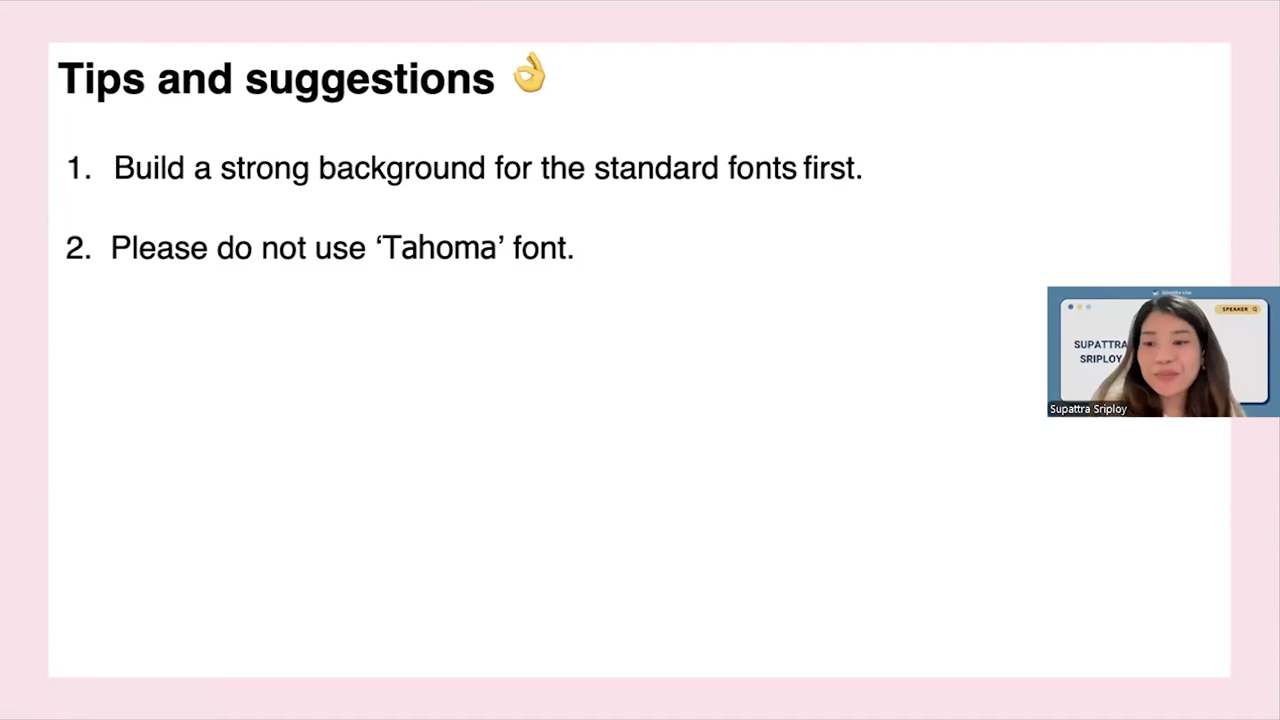 Tips and suggestions 👌
1. Build a strong background for the standard fonts first.
2. Please do not use ‘Tahoma’ font.
SPEAKER
SUPATTRA
SRIPLOY
Supattra Sriploy